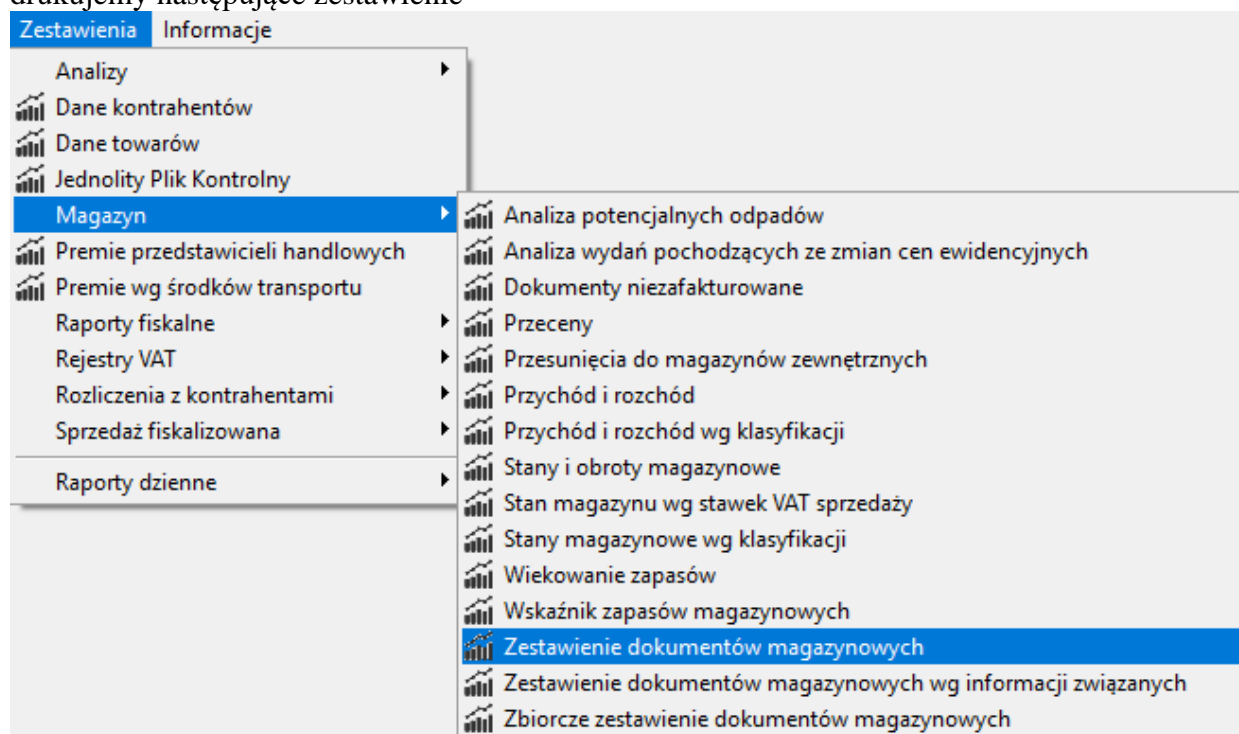 drukujemy następujące zestawienie
Zestawienia Informacje
Analizy
Dane kontrahentów
Dane towarów
Jednolity Plik Kontrolny
Magazyn
Premie przedstawicieli handlowych
Premie wg środków transportu
Raporty fiskalne
Rejestry VAT
Rozliczenia z kontrahentami
Sprzedaż fiskalizowana
Raporty dzienne
Analiza potencjalnych odpadów
Analiza wydań pochodzących ze zmian cen ewidencyjnych
Dokumenty niezafakturowane
Przeceny
Przesunięcia do magazynów zewnętrznych
Przychód i rozchód
Przychód i rozchód wg klasyfikacji
Stany i obroty magazynowe
Stan magazynu wg stawek VAT sprzedaży
Stany magazynowe wg klasyfikacji
Wiekowanie zapasów
Wskaźnik zapasów magazynowych
Zestawienie dokumentów magazynowych
Zestawienie dokumentów magazynowych wg informacji związanych
Zbiorcze zestawienie dokumentów magazynowych